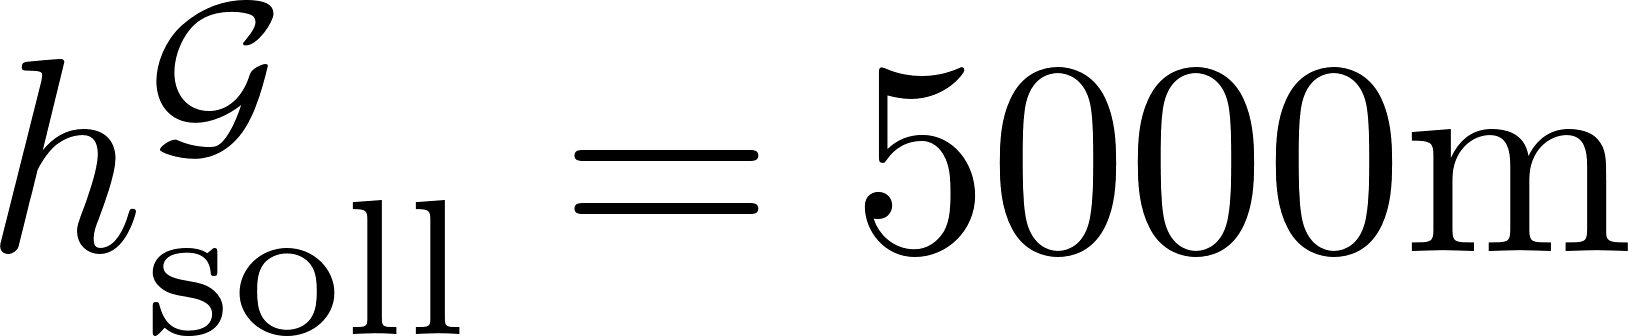 h^𝒢_soll = 5000m